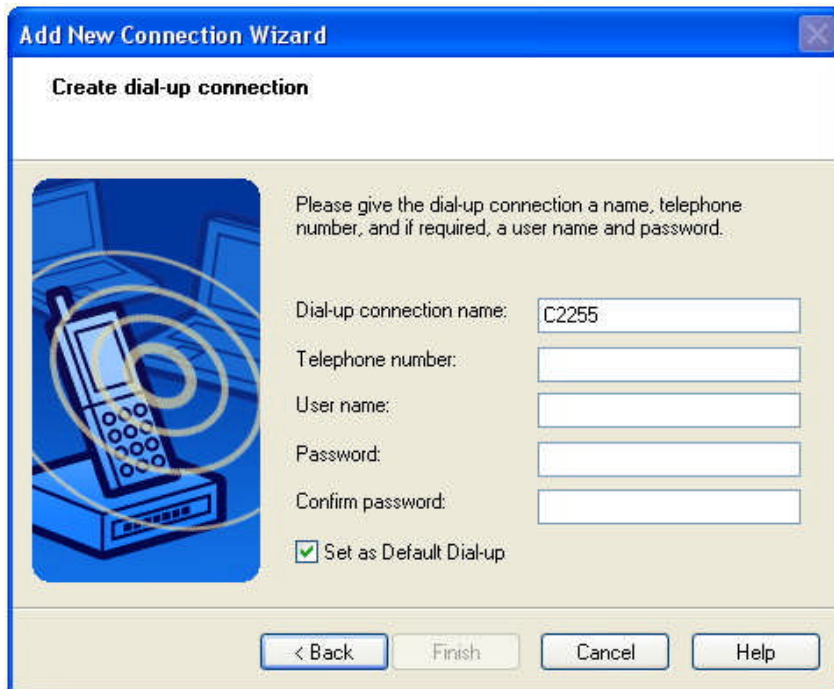 Add New Connection Wizard
Create dial-up connection
Please give the dial-up connection a name, telephone
number, and if required, a user name and password.
Dial-up connection name: C2255
Telephone number:
User name:
Password:
Confirm password:
Set as Default Dial-up
< Back Finish Cancel Help